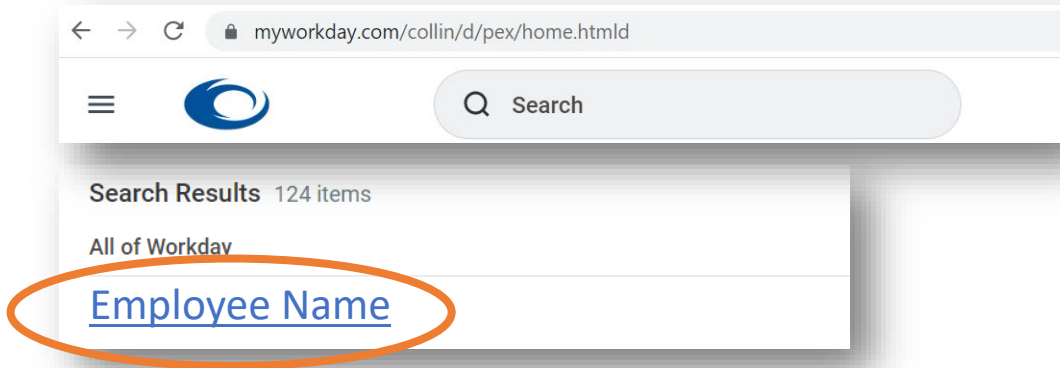 myworkday.com/collin/d/pex/home.htmld
Search
Search Results 124 items
All of Workday
Employee Name